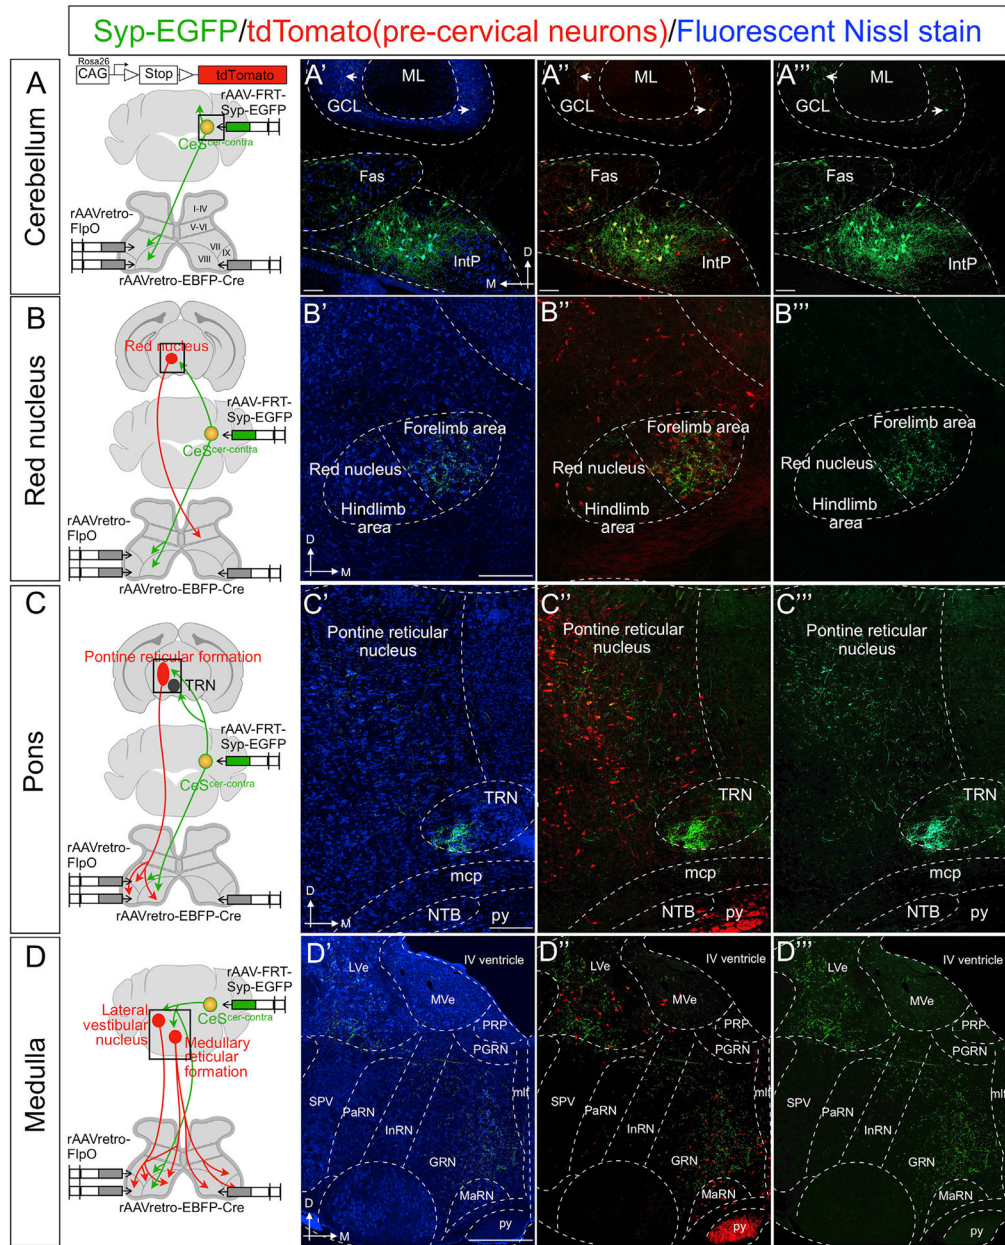 Syp-EGFP/tdTomato(pre-cervical neurons)/Fluorescent Nissl stain
A
Cerebellum
Rosa26
CAG Stop tdTomato
rAAV-FRT-
Syp-EGFP
CeScer-contra
rAAVretro-
FlpO
I-IV
V-VI
VII
IX
VIII
rAAVretro-EBFP-Cre
A'
ML
GCL
Fas
IntP
D
M
A''
ML
GCL
Fas
IntP
A'''
ML
GCL
Fas
IntP
B
Red nucleus
Red nucleus
rAAV-FRT-
Syp-EGFP
CeScer-contra
rAAVretro-
FlpO
rAAVretro-EBFP-Cre
B'
Forelimb area
Red nucleus
Hindlimb
area
D
M
B''
Forelimb area
Red nucleus
Hindlimb
area
B'''
Forelimb area
Red nucleus
Hindlimb
area
C
Pons
Pontine reticular formation
TRN
rAAV-FRT-
Syp-EGFP
CeScer-contra
rAAVretro-
FlpO
rAAVretro-EBFP-Cre
C'
Pontine reticular
nucleus
TRN
mcp
NTB
py
D
M
C''
Pontine reticular
nucleus
TRN
mcp
NTB
py
C'''
Pontine reticular
nucleus
TRN
mcp
NTB
py
D
Medulla
rAAV-FRT-
Syp-EGFP
CeScer-contra
Lateral
vestibular
nucleus
Medullary
reticular
formation
rAAVretro-
FlpO
rAAVretro-EBFP-Cre
D'
LVe
IV ventricle
MVe
PRP
PGRN
SPV
PaRN
InRN
mlf
GRN
MaRN
py
D
M
D''
LVe
IV ventricle
MVe
PRP
PGRN
SPV
PaRN
InRN
mlf
GRN
MaRN
py
D'''
LVe
IV ventricle
MVe
PRP
PGRN
SPV
PaRN
InRN
mlf
GRN
MaRN
py